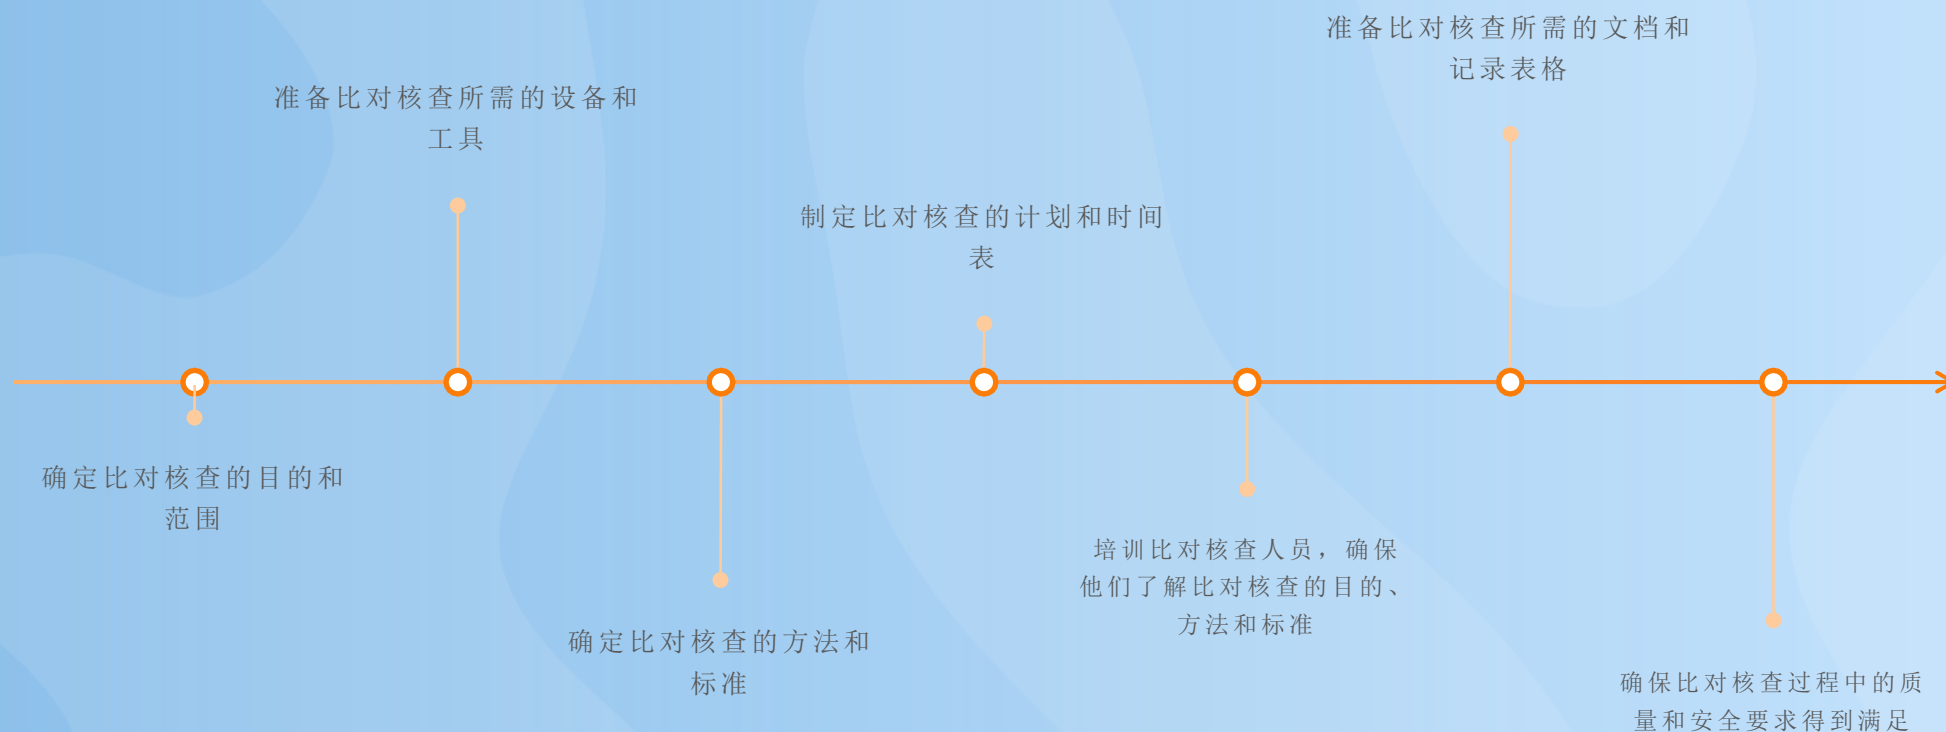 确定比对核查的目的和
范围
准备比对核查所需的设备和
工具
确定比对核查的方法和
标准
制定比对核查的计划和时间
表
培训比对核查人员，确保
他们了解比对核查的目的、
方法和标准
准备比对核查所需的文档和
记录表格
确保比对核查过程中的质
量和安全要求得到满足